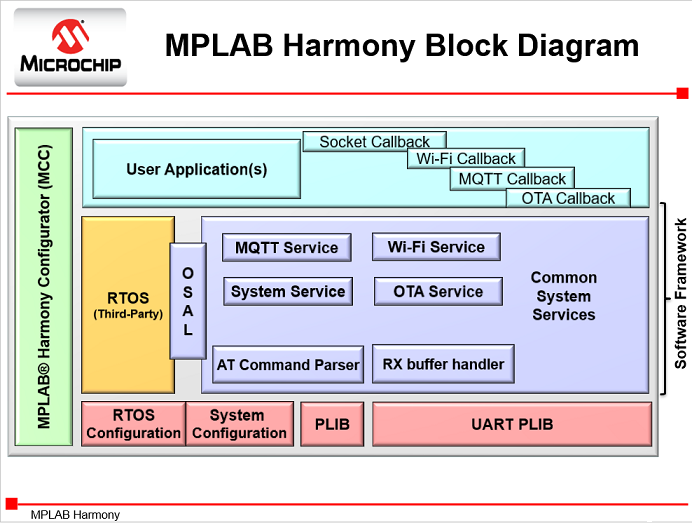 MICROCHIP
MPLAB Harmony Block Diagram
MPLAB® Harmony Configurator (MCC)
User Application(s)
Socket Callback
Wi-Fi Callback
MQTT Callback
OTA Callback
RTOS
(Third-Party)
O
S
A
L
MQTT Service
Wi-Fi Service
System Service
OTA Service
Common
System
Services
AT Command Parser
RX buffer handler
Software Framework
RTOS
Configuration
System
Configuration
PLIB
UART PLIB
MPLAB Harmony